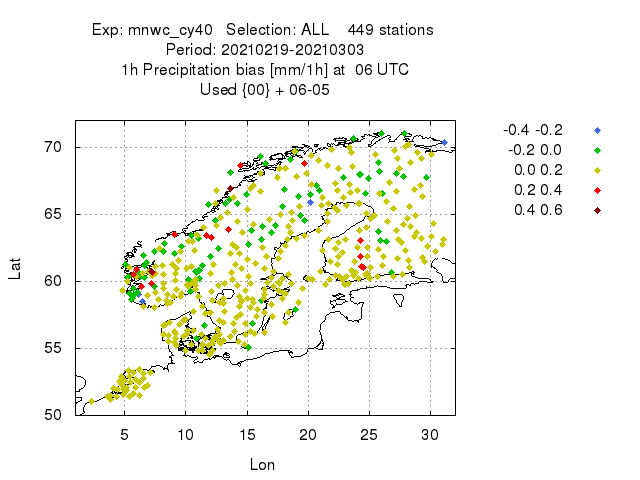 Exp: mnwc_cy40   Selection: ALL    449 stations
Period: 20210219-20210303
1h Precipitation bias [mm/1h] at  06 UTC
Used {00} + 06-05
-0.4 -0.2
-0.2 0.0
0.0 0.2
0.2 0.4
0.4 0.6
70
65
60
55
50
Lat
5 10 15 20 25 30
Lon